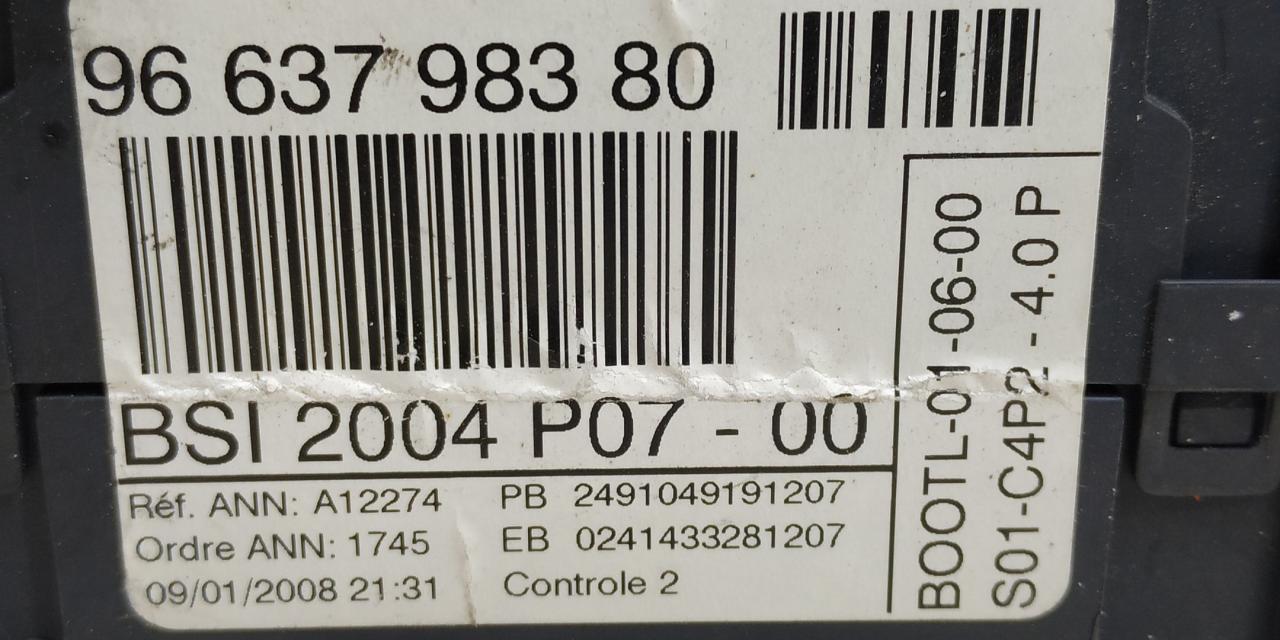 96 637 983 80
BSI 2004 P07 - 00
Réf. ANN: A12274
Ordre ANN: 1745
09/01/2008 21:31
PB 2491049191207
EB 0241433281207
Controle 2
BOOTL-01-06-00
S01-C4P2 - 4.0 P